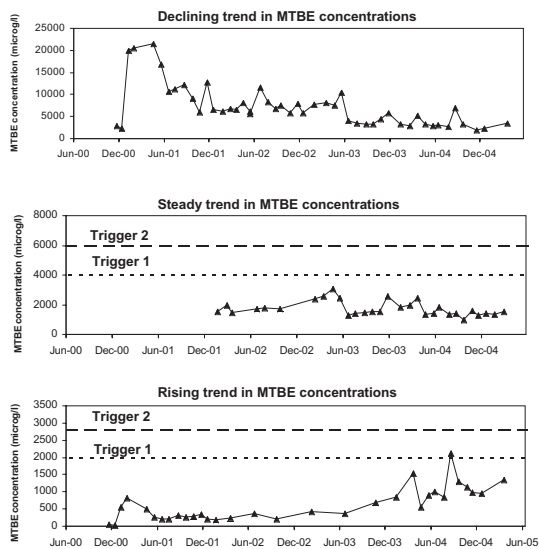 Declining trend in MTBE concentrations
MTBE concentration (microg/l)
25000
20000
15000
10000
5000
0
Jun-00 Dec-00 Jun-01 Dec-01 Jun-02 Dec-02 Jun-03 Dec-03 Jun-04 Dec-04
Steady trend in MTBE concentrations
MTBE concentration (microg/l)
8000
Trigger 2
6000
Trigger 1
4000
2000
0
Jun-00 Dec-00 Jun-01 Dec-01 Jun-02 Dec-02 Jun-03 Dec-03 Jun-04 Dec-04
Rising trend in MTBE concentrations
MTBE concentration (microg/l)
3500
Trigger 2
3000
2500
Trigger 1
2000
1500
1000
500
0
Jun-00 Dec-00 Jun-01 Dec-01 Jun-02 Dec-02 Jun-03 Dec-03 Jun-04 Dec-04 Jun-05